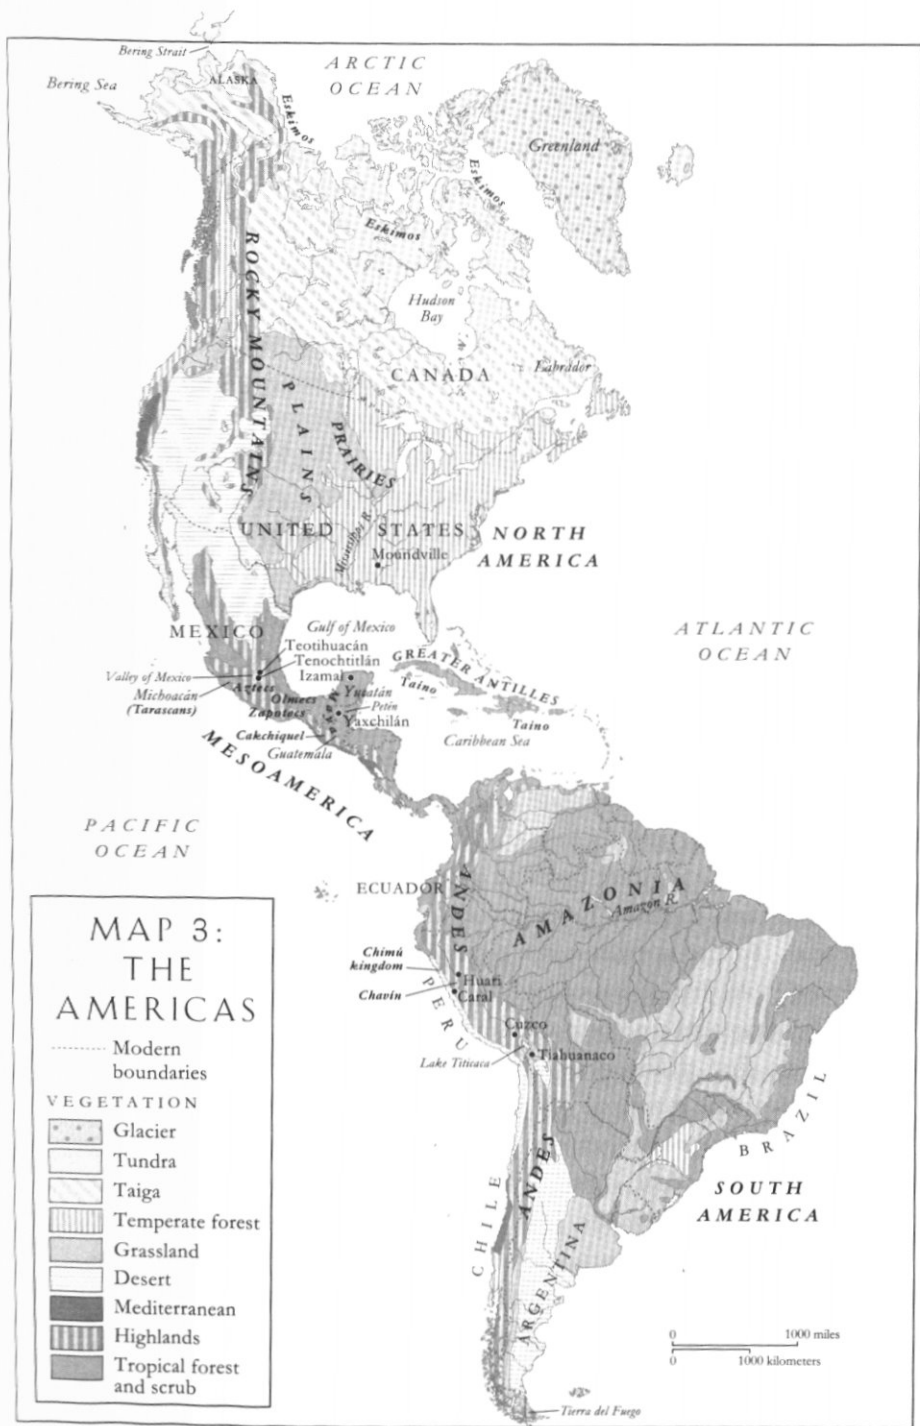 Bering Strait
Bering Sea
ALASKA
ARCTIC
OCEAN
Eskimos
Greenland
Eskimos
Eskimos
ROCKY MOUNTAINS
Hudson
Bay
CANADA
Labrador
PLAINS
PRAIRIES
UNITED STATES
Mississippi R.
Moundville
NORTH
AMERICA
MEXICO
Gulf of Mexico
ATLANTIC
OCEAN
Teotihuacán
Tenochtitlán
Izamal
GREATER ANTILLES
Valley of Mexico
Aztecs
Michoacán
(Tarascans)
Olmecs
Zapotecs
Yucatán
Petén
Maya
Yaxchilán
Taino
Taino
Cakchiquel
Guatemala
Caribbean Sea
MESOAMERICA
PACIFIC
OCEAN
ECUADOR
ANDES
AMAZONIA
Amazon R.
Chimú
kingdom
Huari
Chavín
Caral
PERU
Cuzco
Lake Titicaca
Tiahuanaco
BRAZIL
ANDES
SOUTH
AMERICA
CHILE
ARGENTINA
Tierra del Fuego
MAP 3:
THE
AMERICAS
Modern
boundaries
VEGETATION
Glacier
Tundra
Taiga
Temperate forest
Grassland
Desert
Mediterranean
Highlands
Tropical forest
and scrub
0 1000 miles
0 1000 kilometers